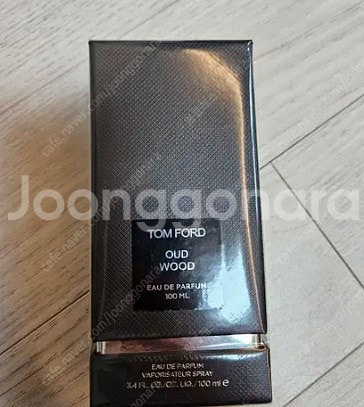 Joonggonara
TOM FORD
OUD
WOOD
EAU DE PARFUM
100 ML
EAU DE PARFUM
VAPORISATEUR SPRAY
3.4 FL. OZ./OZ. LIQ./100 ml e